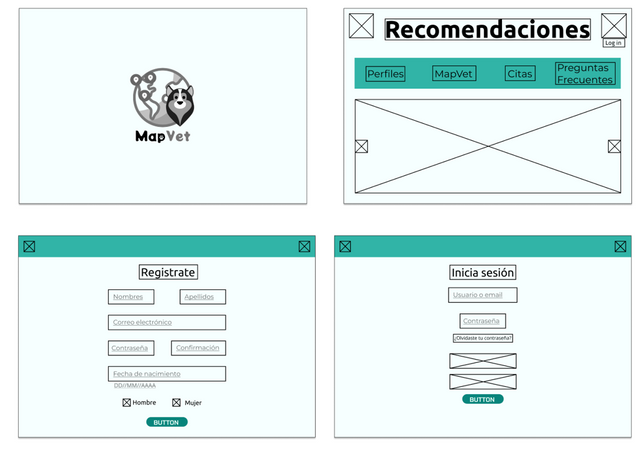 MapVet
Recomendaciones
Log in
Perfiles
MapVet
Citas
Preguntas
Frecuentes
Registrate
Nombres
Apellidos
Correo electrónico
Contraseña
Confirmación
Fecha de nacimiento
DD//MM//AAAA
Hombre
Mujer
BUTTON
Inicia sesión
Usuario o email
Contraseña
¿Olvidaste tu contraseña?
BUTTON